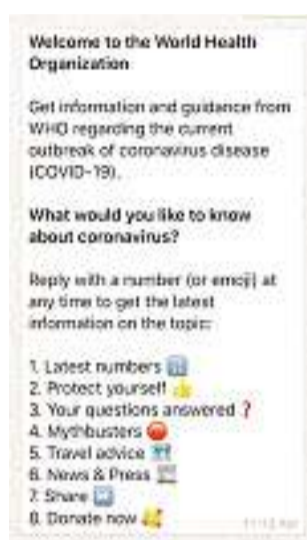 Welcome to the World Health
Organization
Get information and guidance from
WHO regarding the current
outbreak of coronavirus disease
(COVID-19).
What would you like to know
about coronavirus?
Reply with a number (or emoji) at
any time to get the latest
information on the topic:
1. Latest numbers 🔢
2. Protect yourself 👍
3. Your questions answered ❓
4. Mythbusters
5. Travel advice
6. News & Press
7. Share
8. Donate now